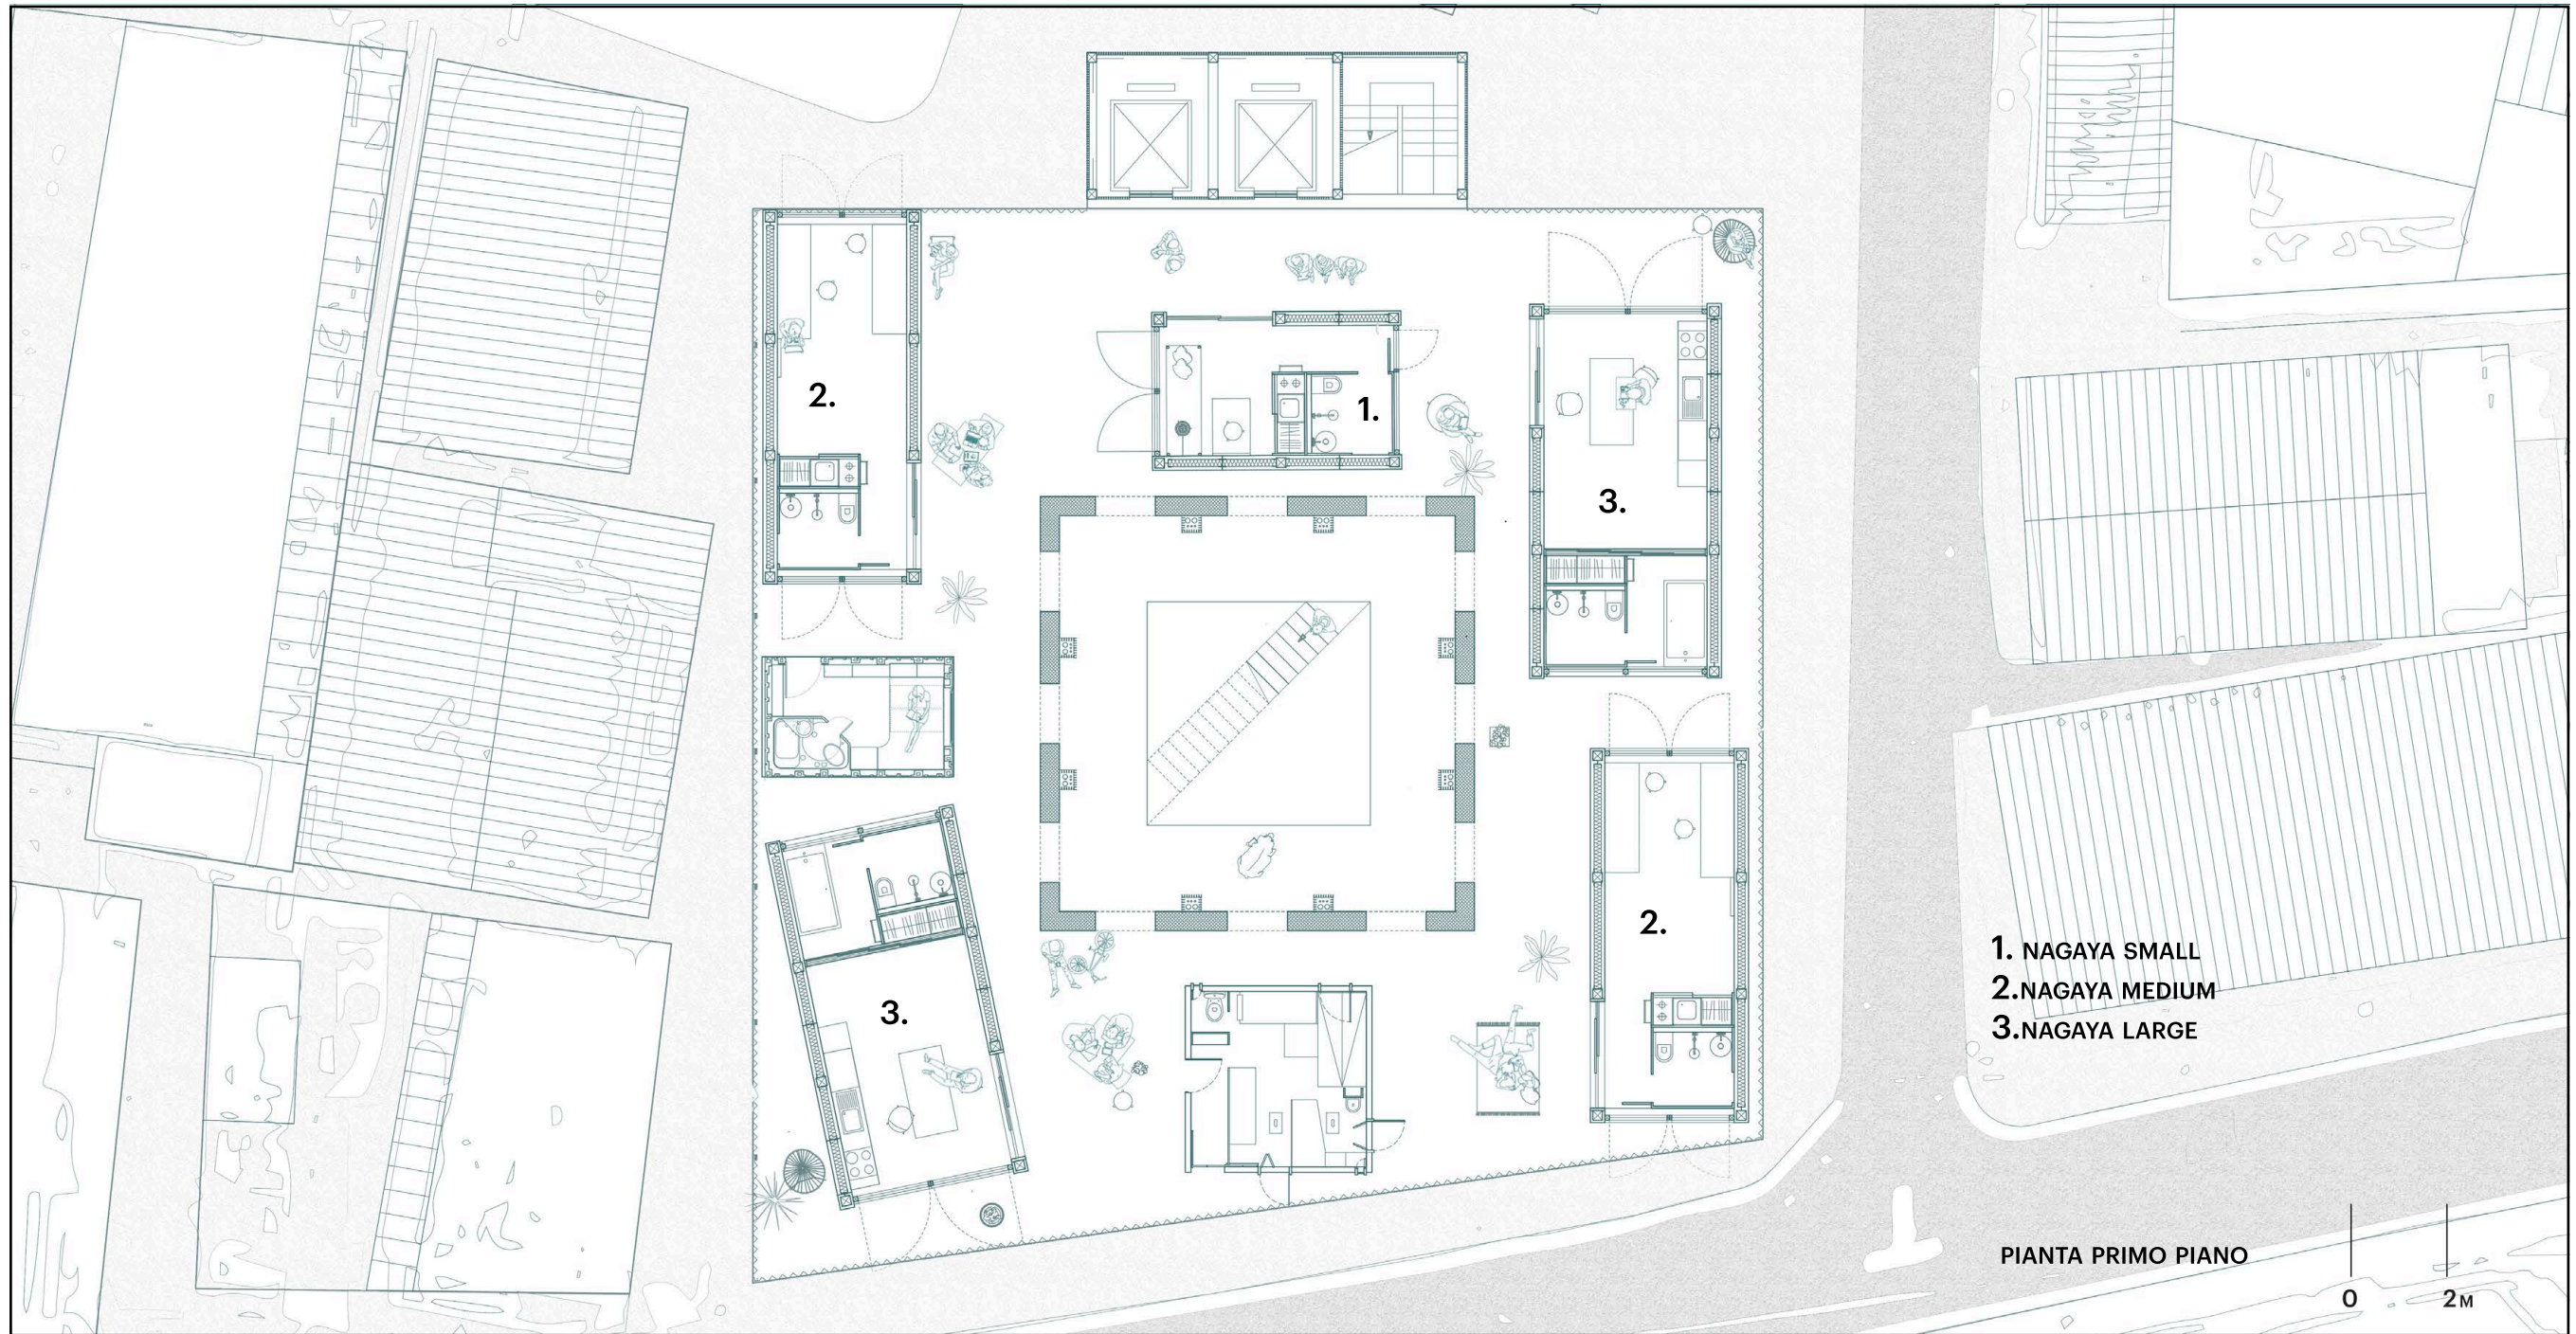 2.
1.
3.
2.
3.
1. NAGAYA SMALL
2.NAGAYA MEDIUM
3.NAGAYA LARGE
PIANTA PRIMO PIANO
0 2M